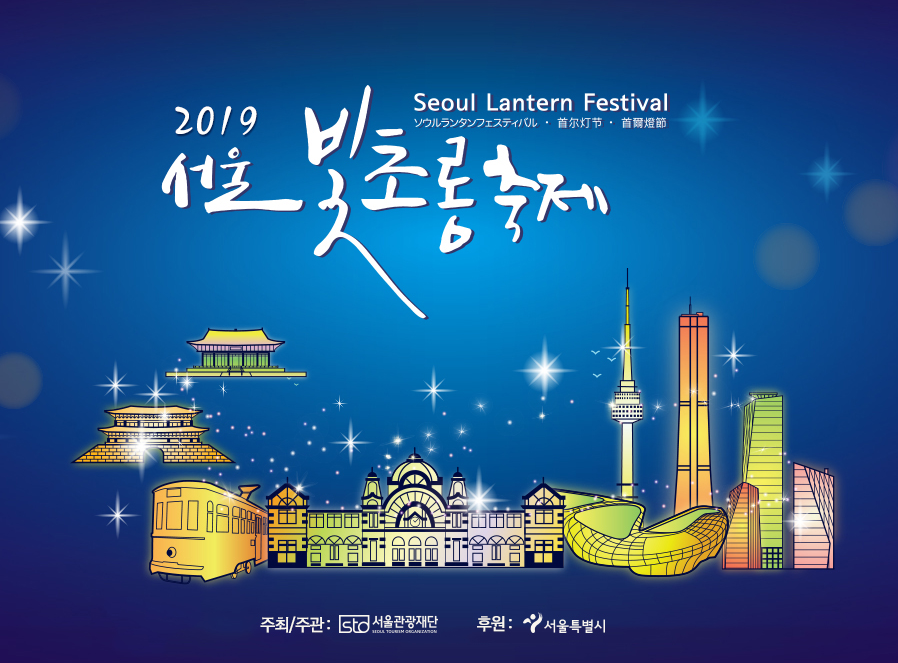 2019
서울 빛초롱축제
Seoul Lantern Festival
ソウルランタンフェスティバル · 首尔灯节 · 首爾燈節
주최/주관 : sto 서울관광재단
SEOUL TOURISM ORGANIZATION
후원 : 서울특별시